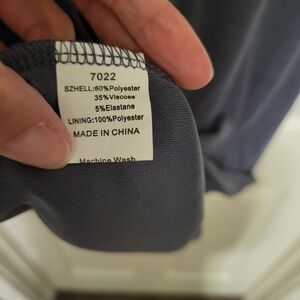 7022
SZHELL:60%Polyester
35%Viscose
5%Elastane
LINING:100%Polyester
MADE IN CHINA
Machine Wash